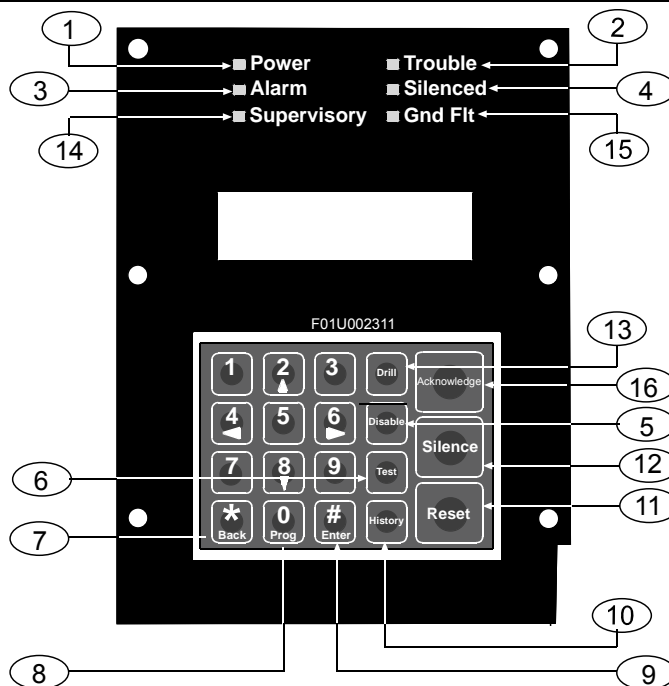 1 2
Power Trouble
3 Alarm Silenced 4
Supervisory Gnd Flt
14 15
F01U002311
13
1 2 3 Drill Acknowledge
16
4 5 6 Disable
5
Silence
12
6 7 8 9 Test
11
7 * 0 # History Reset
Back Prog Enter
10
8 9